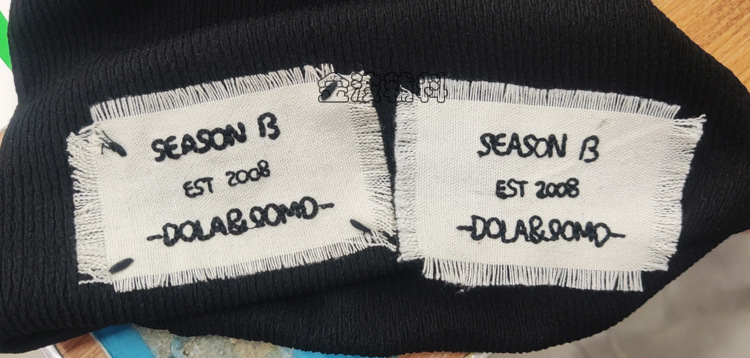 SEASON B
EST 2008
-DOLA&DOMO-
SEASON B
EST 2008
-DOLA&DOMO-